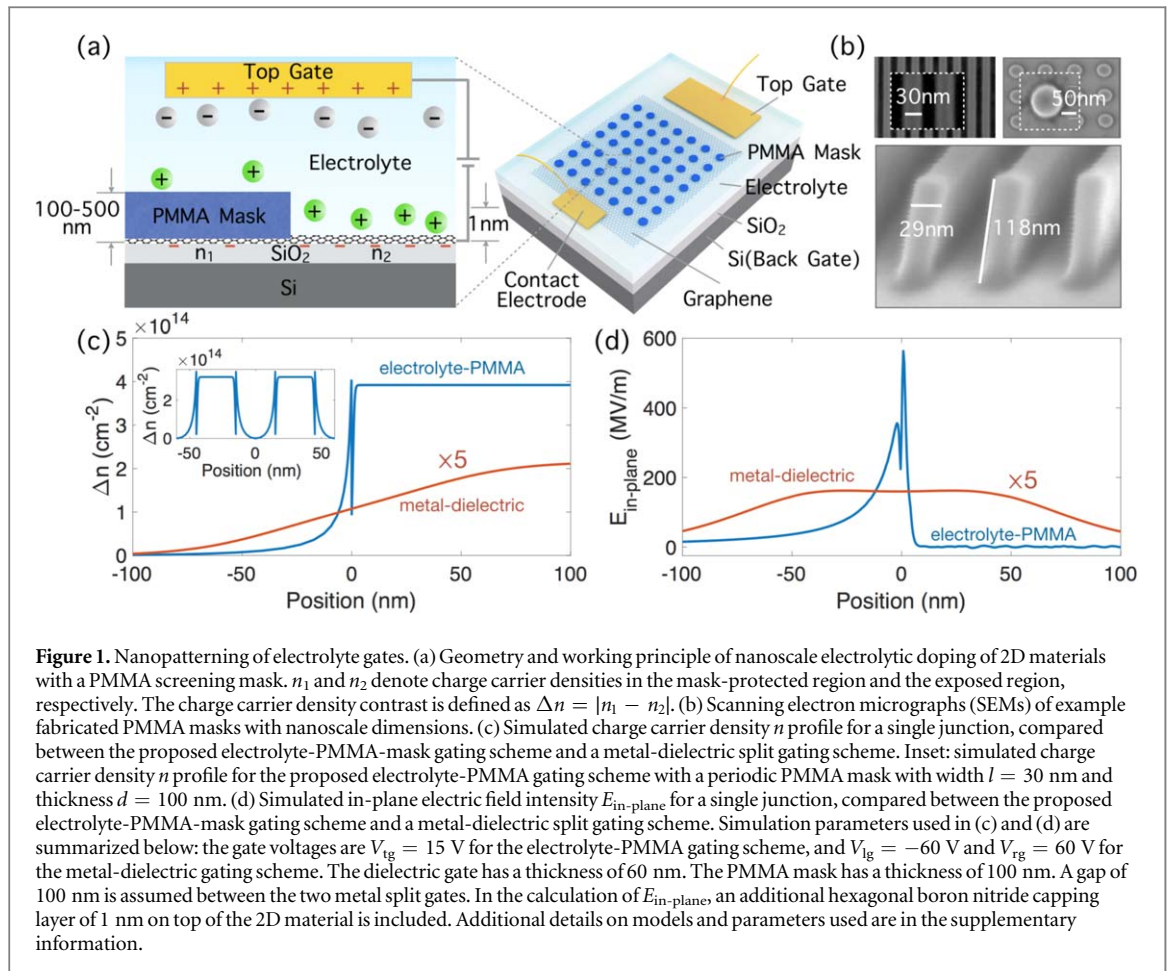 (a)
Top Gate
+ + + + + + +
- - - - - -
Electrolyte
+ + + + + +
100-500
nm
PMMA Mask
1nm
n₁ SiO₂ n₂
Si
Top Gate
PMMA Mask
Electrolyte
SiO₂
Si(Back Gate)
Graphene
Contact
Electrode
(b)
30nm
50nm
29nm
118nm
(c)
×10¹⁴
5
4
3
2
1
0
Δn (cm⁻²)
×10¹⁴
2
0
Δn (cm⁻²)
-50 0 50
Position (nm)
electrolyte-PMMA
×5
metal-dielectric
-100 -50 0 50 100
Position (nm)
(d)
600
400
200
0
E in-plane (MV/m)
metal-dielectric
×5
electrolyte-PMMA
-100 -50 0 50 100
Position (nm)
Figure 1. Nanopatterning of electrolyte gates. (a) Geometry and working principle of nanoscale electrolytic doping of 2D materials
with a PMMA screening mask. n₁ and n₂ denote charge carrier densities in the mask-protected region and the exposed region,
respectively. The charge carrier density contrast is defined as Δn = |n₁ − n₂|. (b) Scanning electron micrographs (SEMs) of example
fabricated PMMA masks with nanoscale dimensions. (c) Simulated charge carrier density n profile for a single junction, compared
between the proposed electrolyte-PMMA-mask gating scheme and a metal-dielectric split gating scheme. Inset: simulated charge
carrier density n profile for the proposed electrolyte-PMMA gating scheme with a periodic PMMA mask with width l = 30 nm and
thickness d = 100 nm. (d) Simulated in-plane electric field intensity E in-plane for a single junction, compared between the proposed
electrolyte-PMMA-mask gating scheme and a metal-dielectric split gating scheme. Simulation parameters used in (c) and (d) are
summarized below: the gate voltages are V tg = 15 V for the electrolyte-PMMA gating scheme, and V lg = −60 V and V rg = 60 V for
the metal-dielectric gating scheme. The dielectric gate has a thickness of 60 nm. The PMMA mask has a thickness of 100 nm. A gap of
100 nm is assumed between the two metal split gates. In the calculation of E in-plane, an additional hexagonal boron nitride capping
layer of 1 nm on top of the 2D material is included. Additional details on models and parameters used are in the supplementary
information.